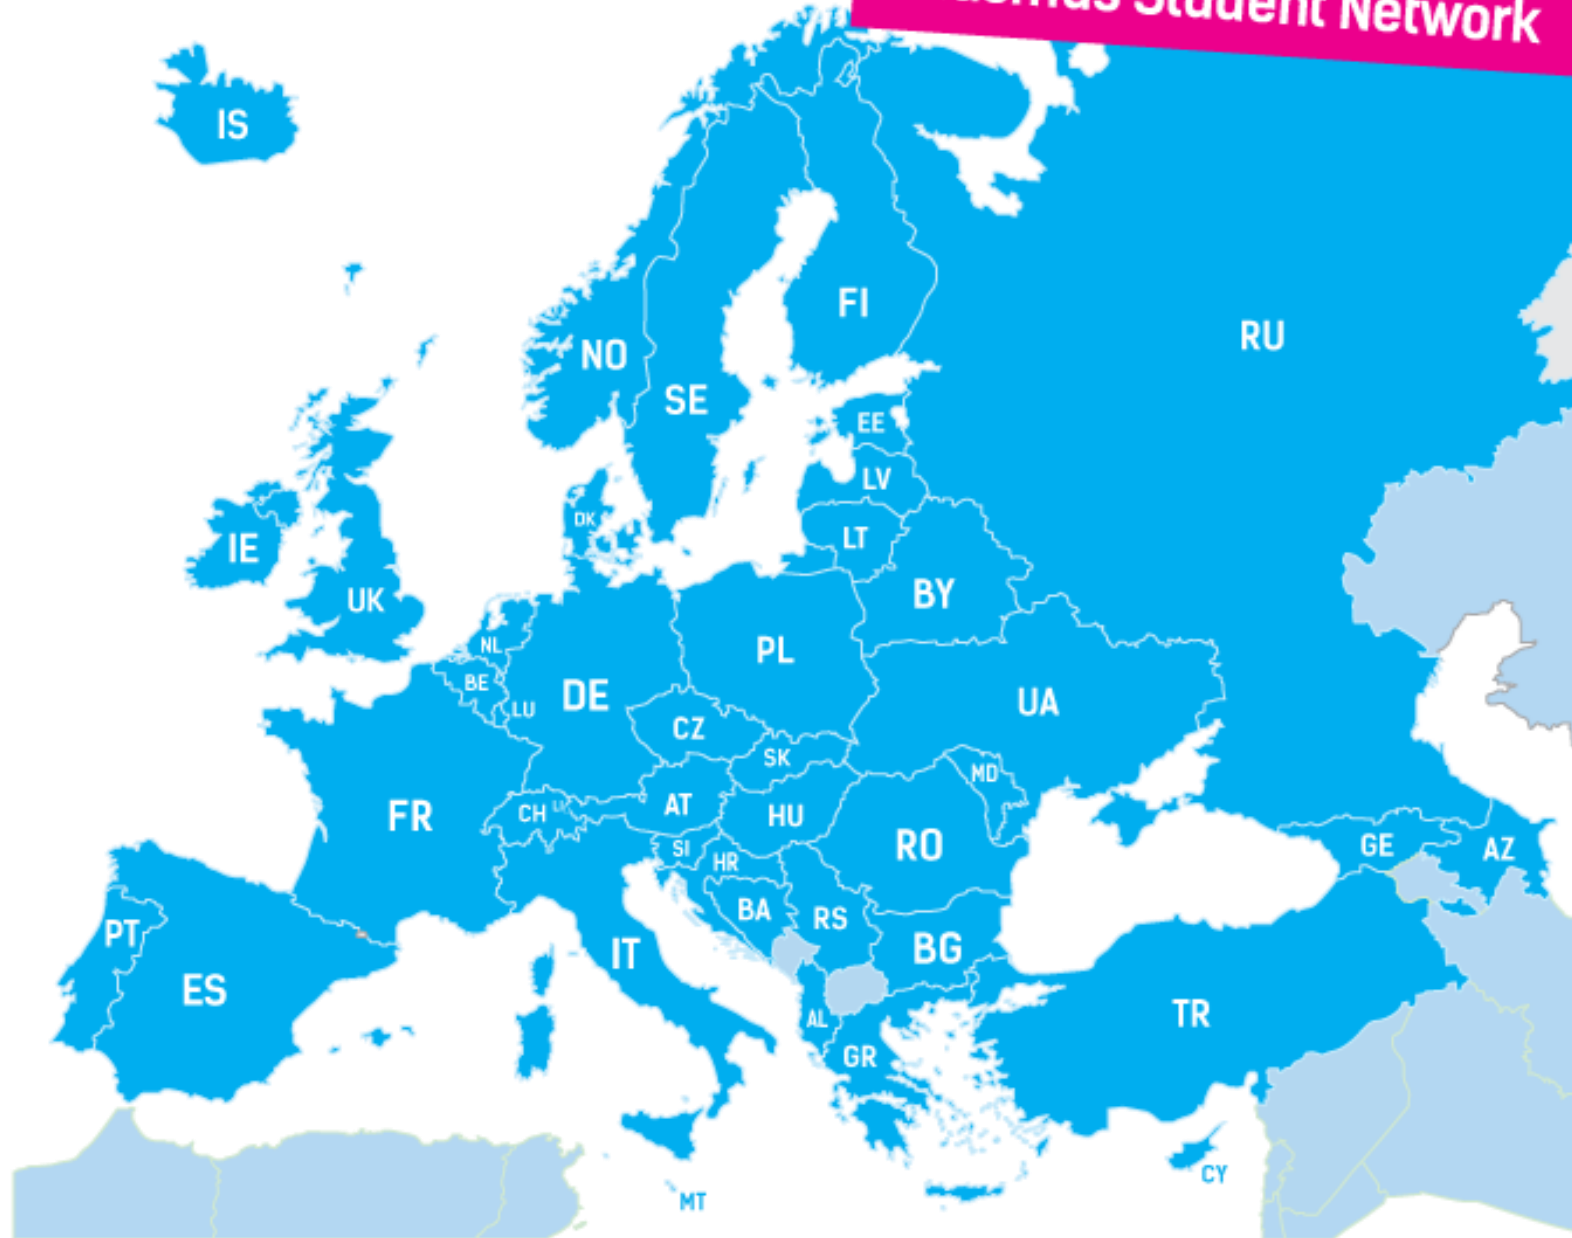 Student Network
IS
FI
RU
NO
SE
EE
LV
DK
LT
IE
BY
UK
NL
PL
BE
DE
UA
LU
CZ
SK
MD
AT
CH
LI
HU
FR
RO
GE
AZ
SI
HR
BA
RS
PT
BG
IT
ES
TR
AL
GR
CY
MT